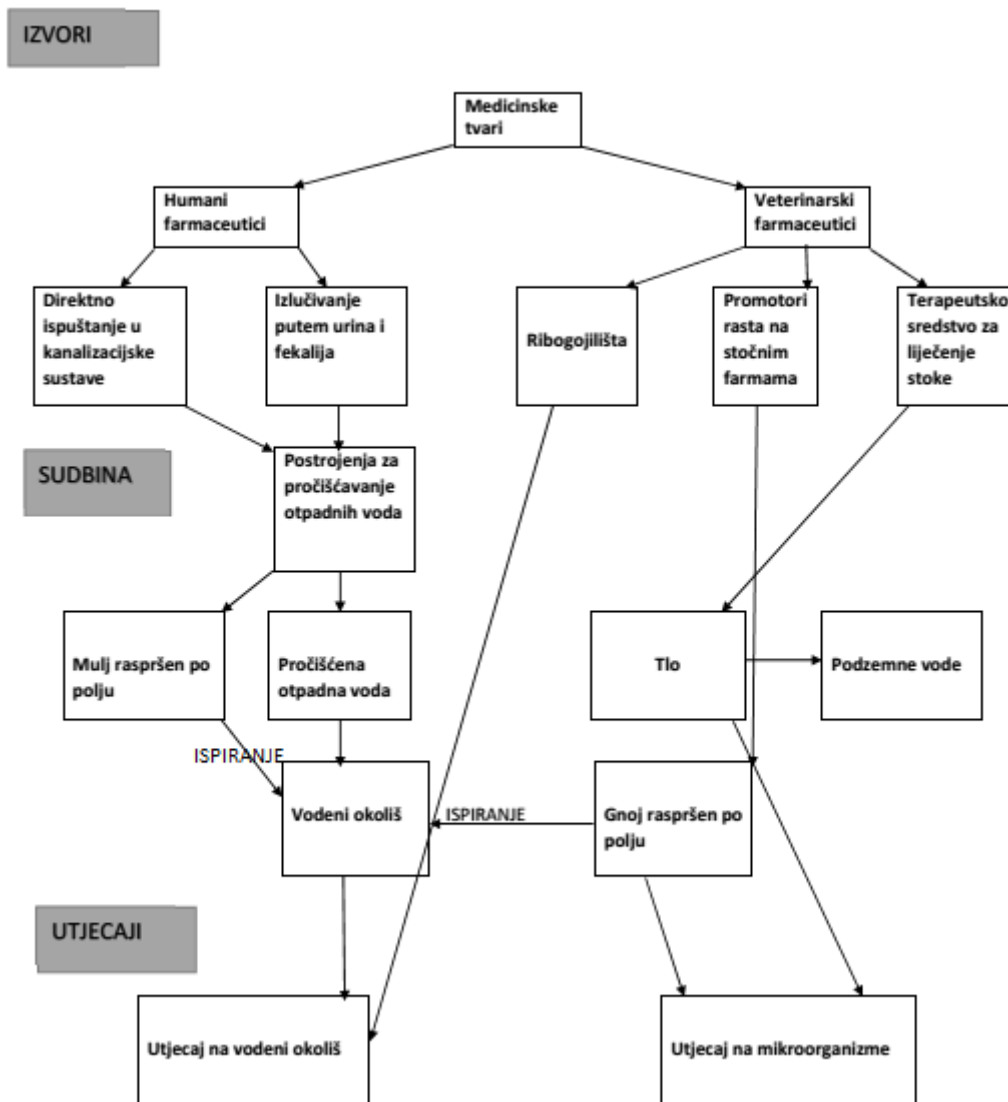 IZVORI
Medicinske
tvari
Humani
farmaceutici
Veterinarski
farmaceutici
Direktno
ispuštanje u
kanalizacijske
sustave
Izlučivanje
putem urina i
fekalija
Ribogojilišta
Promotori
rasta na
stočnim
farmama
Terapeutsko
sredstvo za
liječenje
stoke
SUDBINA
Postrojenja za
pročišćavanje
otpadnih voda
Mulj raspršen po
polju
Pročišćena
otpadna voda
Tlo
Podzemne vode
ISPIRANJE
Vodeni okoliš
ISPIRANJE
Gnoj raspršen po
polju
UTJECAJI
Utjecaj na vodeni okoliš
Utjecaj na mikroorganizme